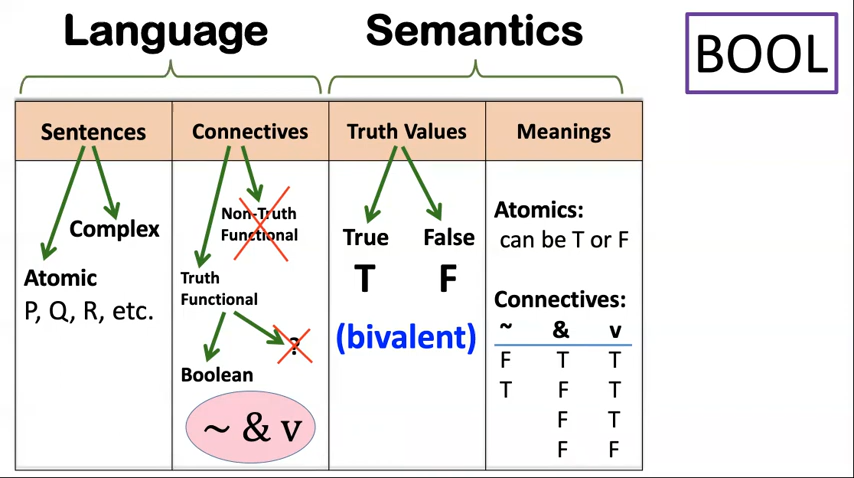 Language
Semantics
BOOL
Sentences
Connectives
Truth Values
Meanings
Complex
Atomic
P, Q, R, etc.
Non-Truth
Functional
Truth
Functional
?
Boolean
~ & v
True
False
T
F
(bivalent)
Atomics:
can be T or F
Connectives:
~ & v
F T T
T F T
F T
F F